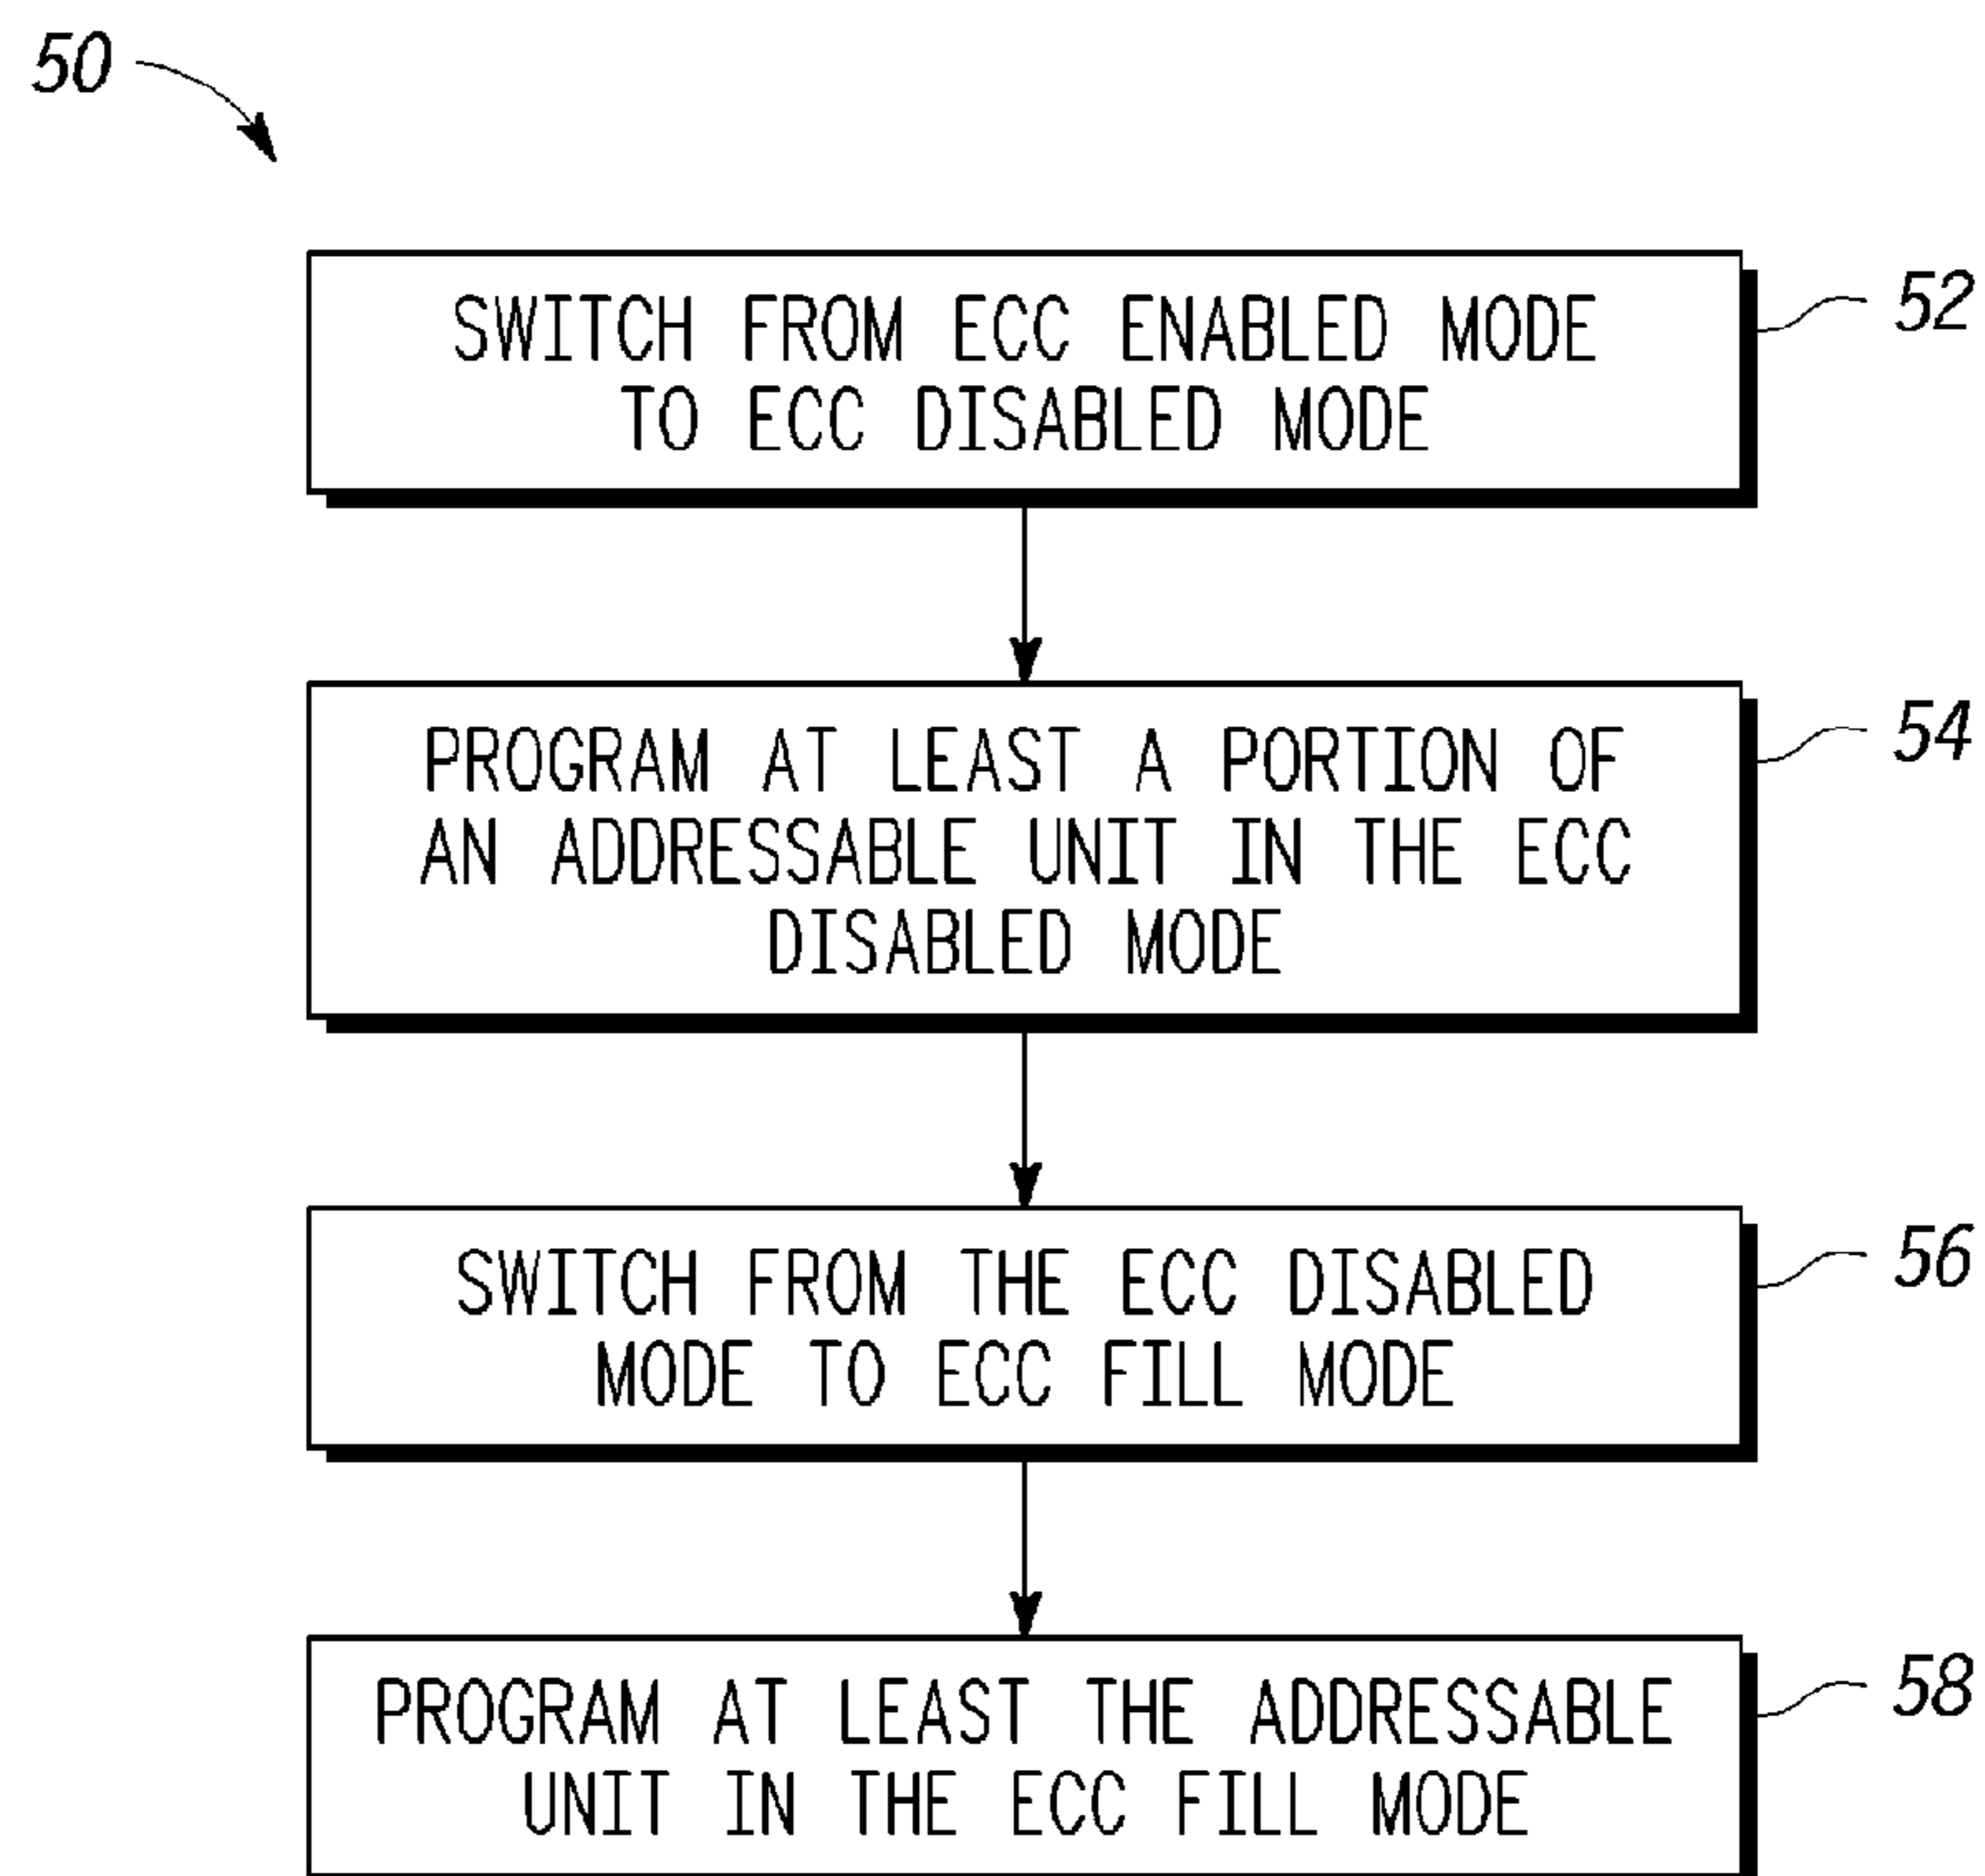 50
SWITCH FROM ECC ENABLED MODE
TO ECC DISABLED MODE
52
PROGRAM AT LEAST A PORTION OF
AN ADDRESSABLE UNIT IN THE ECC
DISABLED MODE
54
SWITCH FROM THE ECC DISABLED
MODE TO ECC FILL MODE
56
PROGRAM AT LEAST THE ADDRESSABLE
UNIT IN THE ECC FILL MODE
58